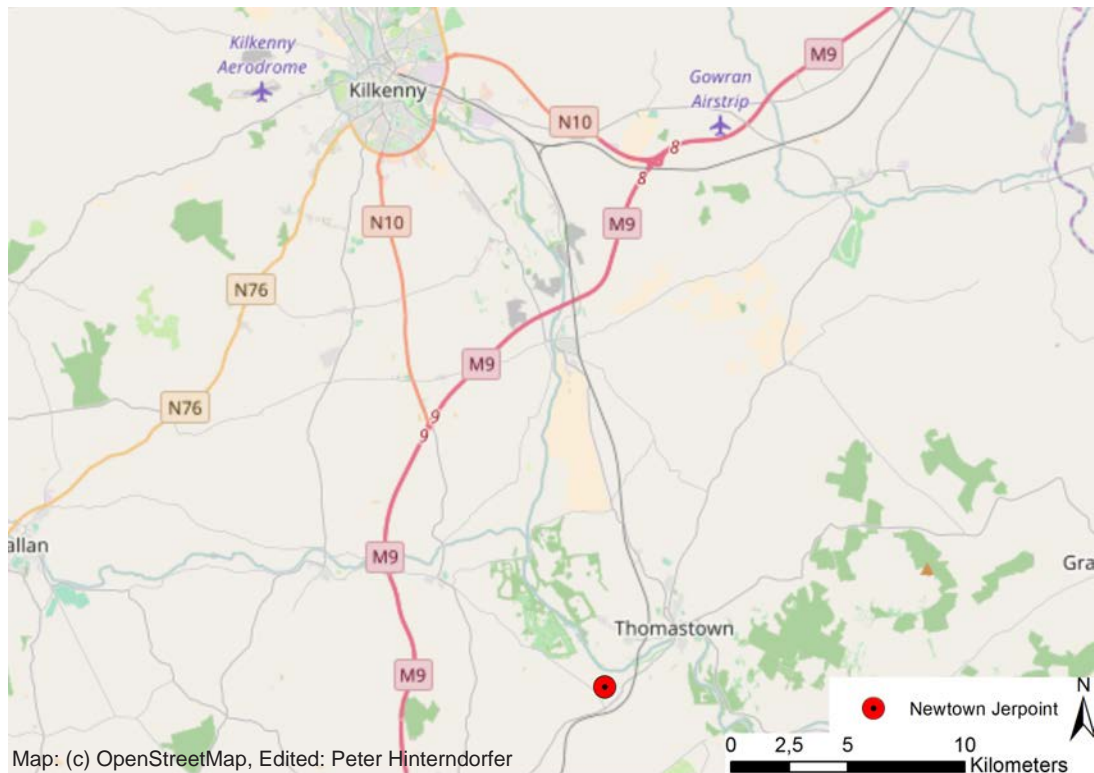 Kilkenny
Aerodrome
Kilkenny
N10
Gowran
Airstrip
M9
8
8
N10
M9
N76
M9
N76
9
9
allan
M9
Gra
Thomastown
M9
N
Newtown Jerpoint
0 2,5 5 10
Kilometers
Map: (c) OpenStreetMap, Edited: Peter Hinterndorfer